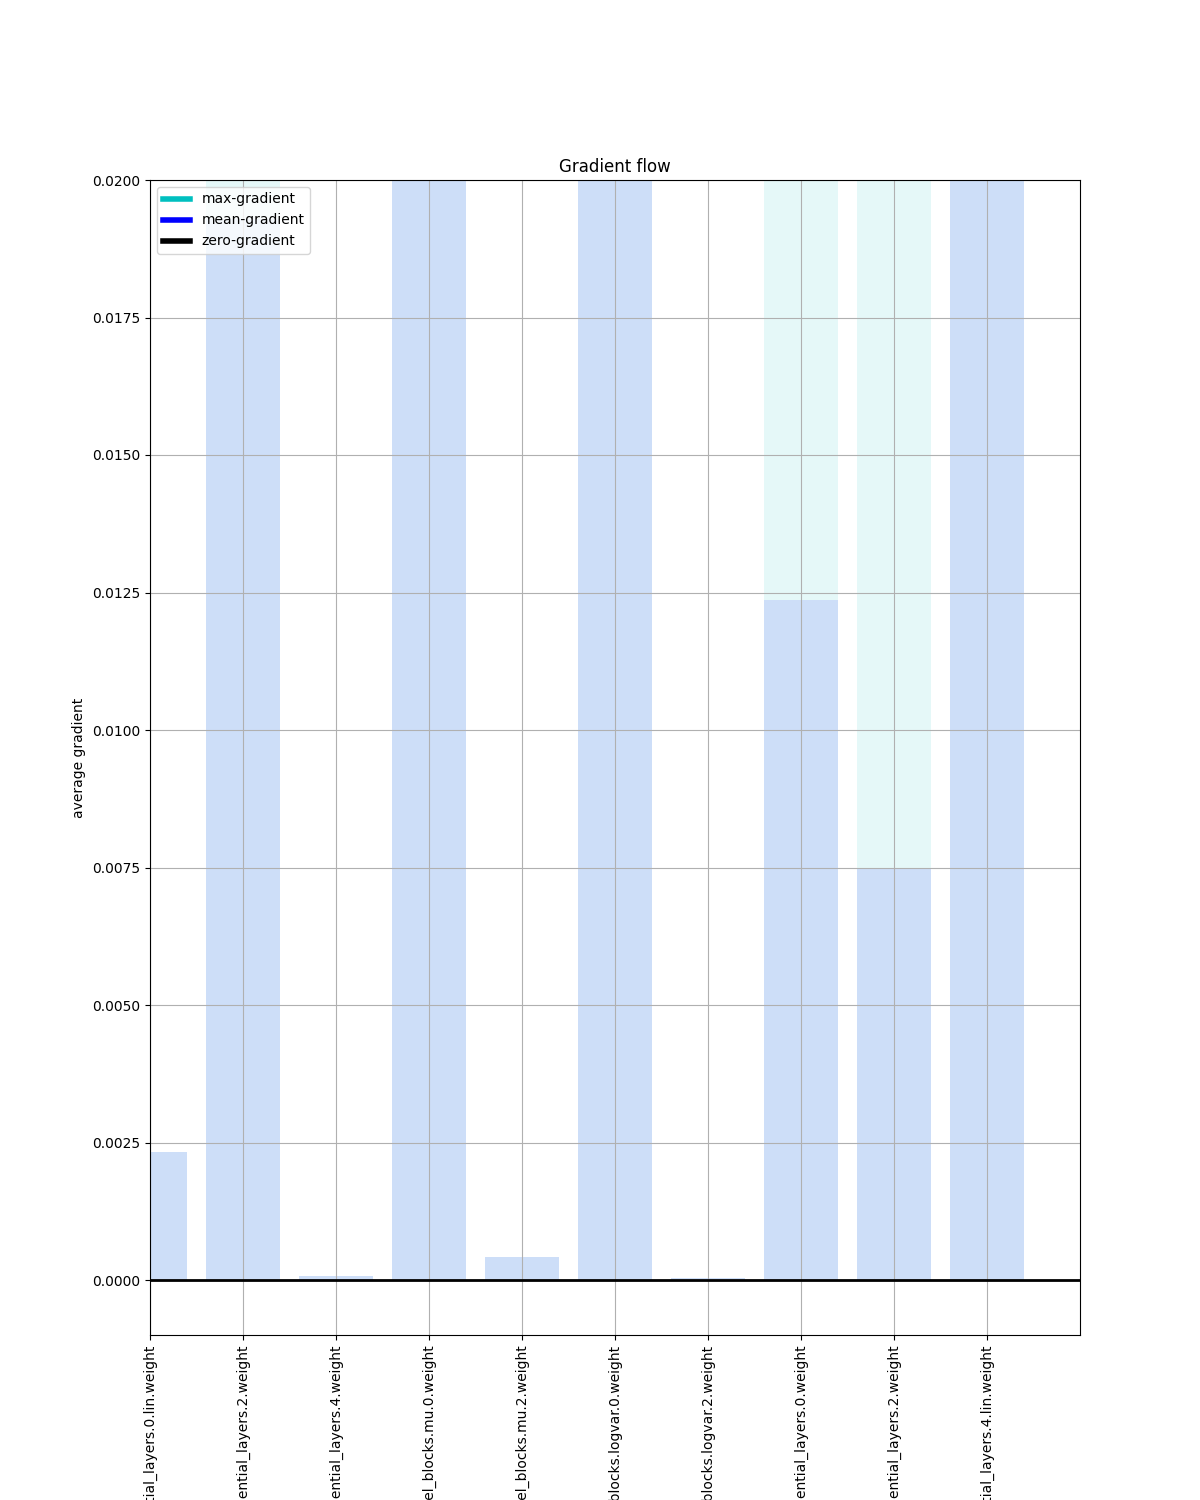 Gradient flow
max-gradient
mean-gradient
zero-gradient
0.0200
0.0175
0.0150
0.0125
0.0100
0.0075
0.0050
0.0025
0.0000
average gradient
tial_layers.0.lin.weight
ential_layers.2.weight
ential_layers.4.weight
el_blocks.mu.0.weight
el_blocks.mu.2.weight
blocks.logvar.0.weight
blocks.logvar.2.weight
ential_layers.0.weight
ential_layers.2.weight
tial_layers.4.lin.weight